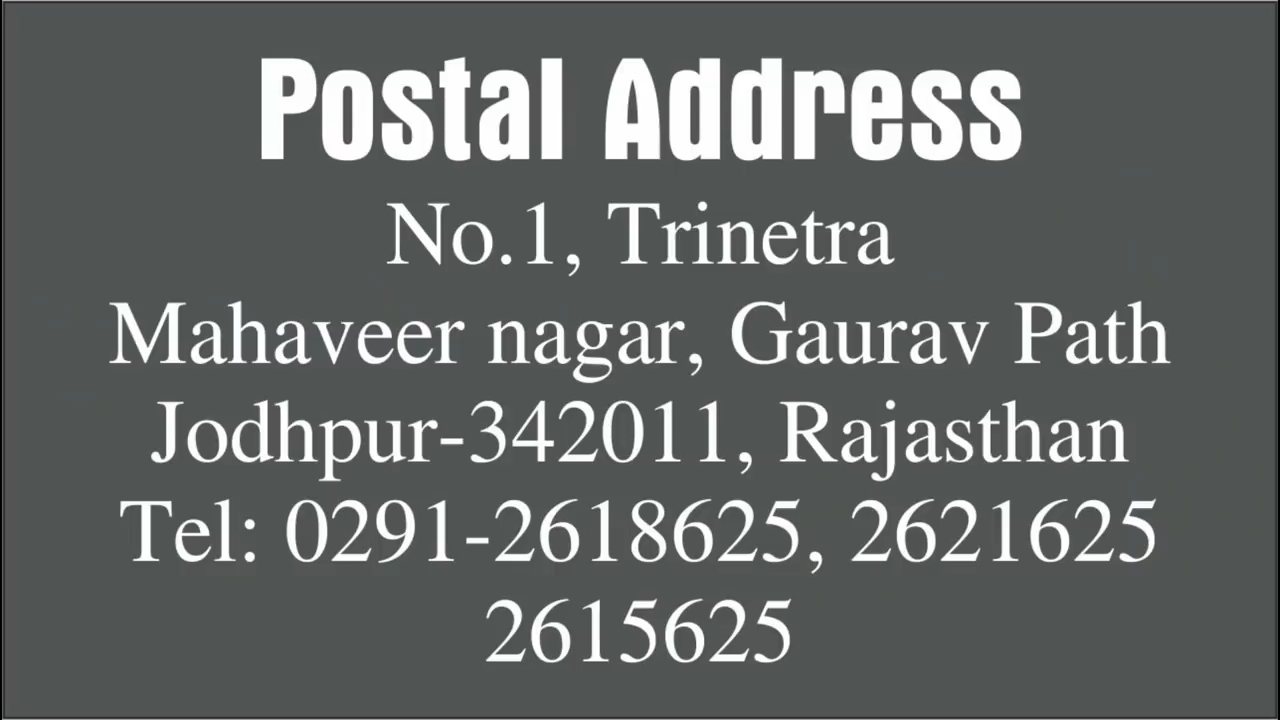 Postal Address
No.1, Trinetra
Mahaveer nagar, Gaurav Path
Jodhpur-342011, Rajasthan
Tel: 0291-2618625, 2621625
2615625